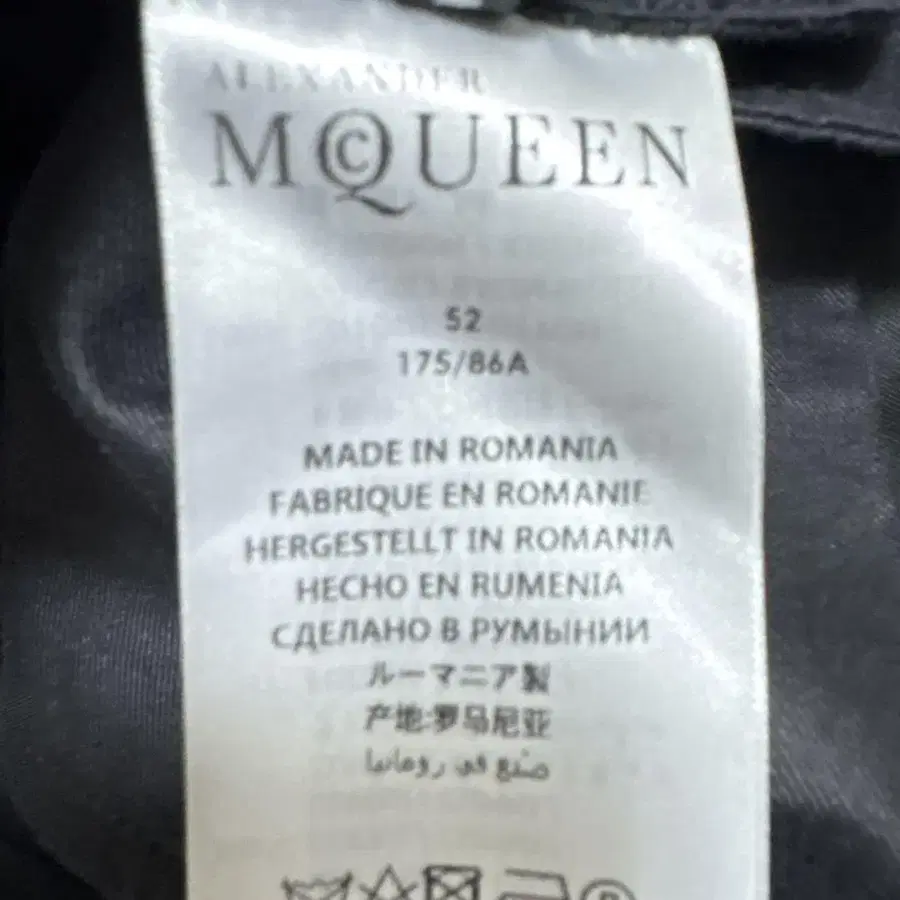 ALEXANDER
McQUEEN
52
175/86A
MADE IN ROMANIA
FABRIQUE EN ROMANIE
HERGESTELLT IN ROMANIA
HECHO EN RUMENIA
СДЕЛАНО В РУМЫНИИ
ルーマニア製
产地:罗马尼亚
صنع في رومانيا
P